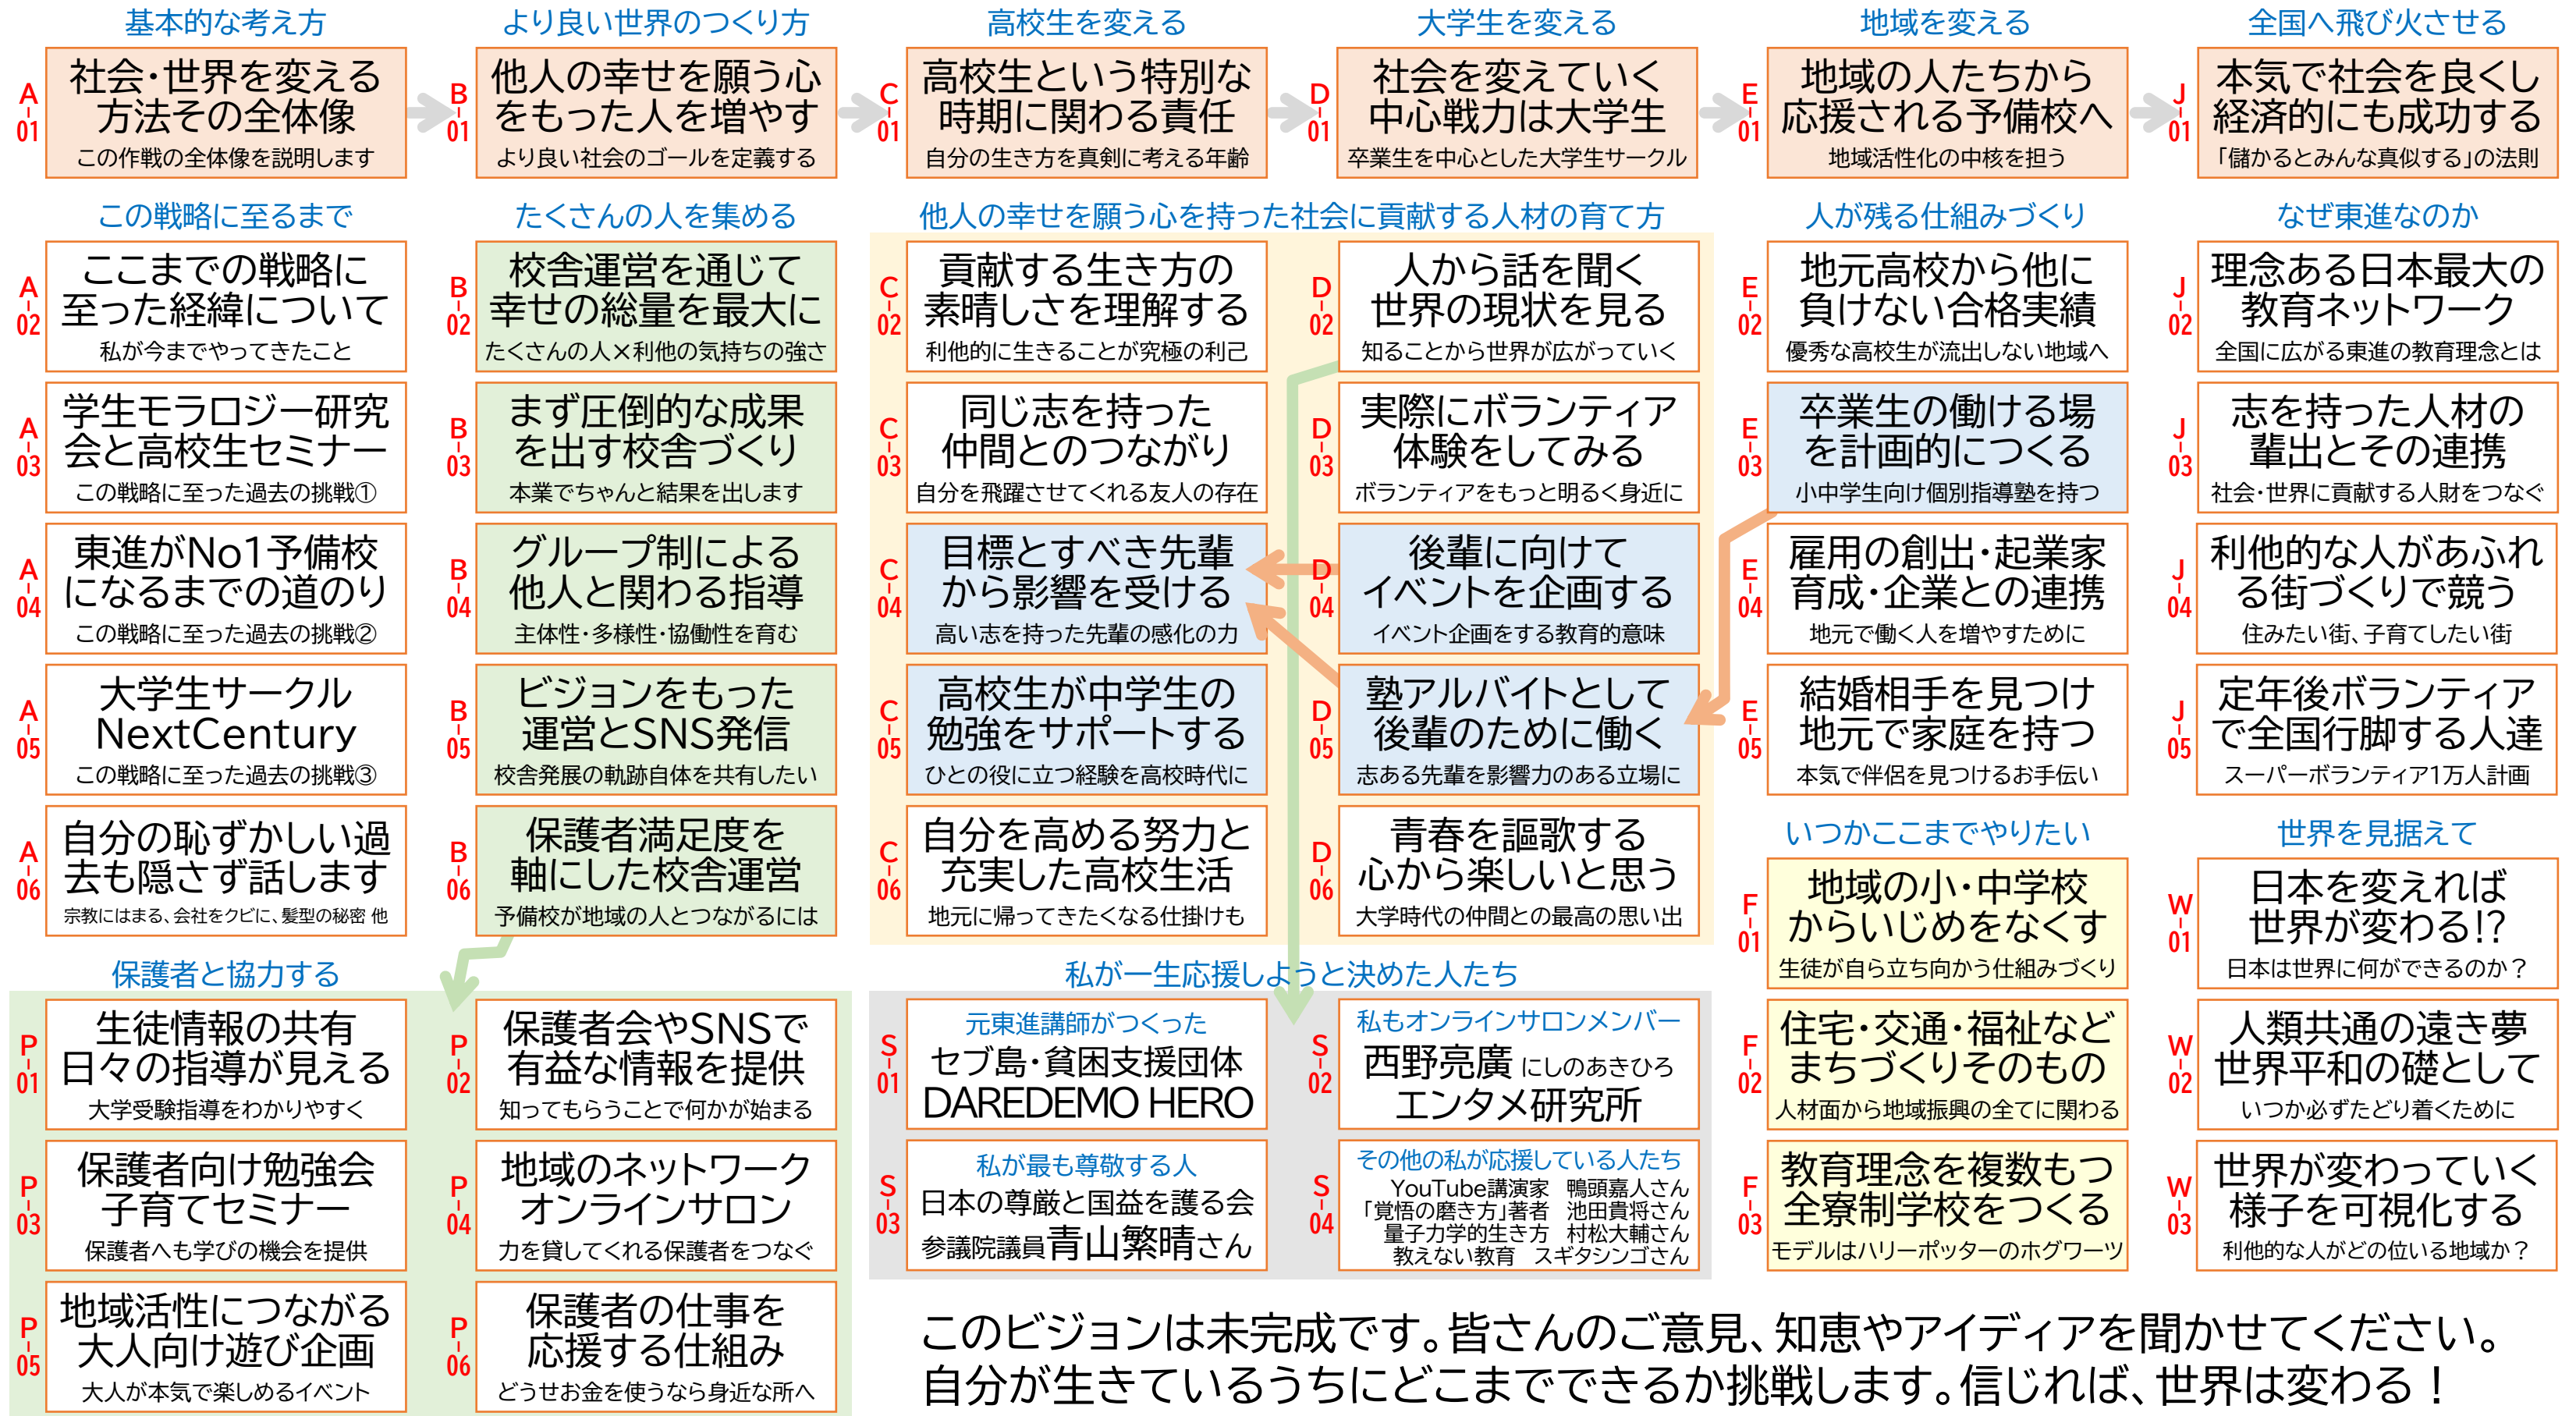 基本的な考え方
A-01
社会・世界を変える
方法その全体像
この作戦の全体像を説明します
より良い世界のつくり方
B-01
他人の幸せを願う心
をもった人を増やす
より良い社会のゴールを定義する
高校生を変える
C-01
高校生という特別な
時期に関わる責任
自分の生き方を真剣に考える年齢
大学生を変える
D-01
社会を変えていく
中心戦力は大学生
卒業生を中心とした大学生サークル
地域を変える
E-01
地域の人たちから
応援される予備校へ
地域活性化の中核を担う
全国へ飛び火させる
J-01
本気で社会を良くし
経済的にも成功する
「儲かるとみんな真似する」の法則
この戦略に至るまで
A-02
ここまでの戦略に
至った経緯について
私が今までやってきたこと
A-03
学生モラロジー研究
会と高校生セミナー
この戦略に至った過去の挑戦①
A-04
東進がNo1予備校
になるまでの道のり
この戦略に至った過去の挑戦②
A-05
大学生サークル
NextCentury
この戦略に至った過去の挑戦③
A-06
自分の恥ずかしい過
去も隠さず話します
宗教にはまる、会社をクビに、髪型の秘密 他
たくさんの人を集める
B-02
校舎運営を通じて
幸せの総量を最大に
たくさんの人×利他の気持ちの強さ
B-03
まず圧倒的な成果
を出す校舎づくり
本業でちゃんと結果を出します
B-04
グループ制による
他人と関わる指導
主体性・多様性・協働性を育む
B-05
ビジョンをもった
運営とSNS発信
校舎発展の軌跡自体を共有したい
B-06
保護者満足度を
軸にした校舎運営
予備校が地域の人とつながるには
他人の幸せを願う心を持った社会に貢献する人材の育て方
C-02
貢献する生き方の
素晴しさを理解する
利他的に生きることが究極の利己
C-03
同じ志を持った
仲間とのつながり
自分を飛躍させてくれる友人の存在
C-04
目標とすべき先輩
から影響を受ける
高い志を持った先輩の感化の力
C-05
高校生が中学生の
勉強をサポートする
ひとの役に立つ経験を高校時代に
C-06
自分を高める努力と
充実した高校生活
地元に帰ってきたくなる仕掛けも
D-02
人から話を聞く
世界の現状を見る
知ることから世界が広がっていく
D-03
実際にボランティア
体験をしてみる
ボランティアをもっと明るく身近に
D-04
後輩に向けて
イベントを企画する
イベント企画をする教育的意味
D-05
塾アルバイトとして
後輩のために働く
志ある先輩を影響力のある立場に
D-06
青春を謳歌する
心から楽しいと思う
大学時代の仲間との最高の思い出
人が残る仕組みづくり
E-02
地元高校から他に
負けない合格実績
優秀な高校生が流出しない地域へ
E-03
卒業生の働ける場
を計画的につくる
小中学生向け個別指導塾を持つ
E-04
雇用の創出・起業家
育成・企業との連携
地元で働く人を増やすために
E-05
結婚相手を見つけ
地元で家庭を持つ
本気で伴侶を見つけるお手伝い
なぜ東進なのか
J-02
理念ある日本最大の
教育ネットワーク
全国に広がる東進の教育理念とは
J-03
志を持った人材の
輩出とその連携
社会・世界に貢献する人財をつなぐ
J-04
利他的な人があふれ
る街づくりで競う
住みたい街、子育てしたい街
J-05
定年後ボランティア
で全国行脚する人達
スーパーボランティア1万人計画
いつかここまでやりたい
F-01
地域の小・中学校
からいじめをなくす
生徒が自ら立ち向かう仕組みづくり
F-02
住宅・交通・福祉など
まちづくりそのもの
人材面から地域振興の全てに関わる
F-03
教育理念を複数もつ
全寮制学校をつくる
モデルはハリーポッターのホグワーツ
世界を見据えて
W-01
日本を変えれば
世界が変わる!?
日本は世界に何ができるのか？
W-02
人類共通の遠き夢
世界平和の礎として
いつか必ずたどり着くために
W-03
世界が変わっていく
様子を可視化する
利他的な人がどの位いる地域か？
保護者と協力する
P-01
生徒情報の共有
日々の指導が見える
大学受験指導をわかりやすく
P-02
保護者会やSNSで
有益な情報を提供
知ってもらうことで何かが始まる
P-03
保護者向け勉強会
子育てセミナー
保護者へも学びの機会を提供
P-04
地域のネットワーク
オンラインサロン
力を貸してくれる保護者をつなぐ
P-05
地域活性につながる
大人向け遊び企画
大人が本気で楽しめるイベント
P-06
保護者の仕事を
応援する仕組み
どうせお金を使うなら身近な所へ
私が一生応援しようと決めた人たち
S-01
元東進講師がつくった
セブ島・貧困支援団体
DAREDEMO HERO
S-02
私もオンラインサロンメンバー
西野亮廣 にしのあきひろ
エンタメ研究所
S-03
私が最も尊敬する人
日本の尊厳と国益を護る会
参議院議員青山繁晴さん
S-04
その他の私が応援している人たち
YouTube講演家 鴨頭嘉人さん
「覚悟の磨き方」著者 池田貴将さん
量子力学的生き方 村松大輔さん
教えない教育 スギタシンゴさん
このビジョンは未完成です。皆さんのご意見、知恵やアイディアを聞かせてください。
自分が生きているうちにどこまでできるか挑戦します。信じれば、世界は変わる！